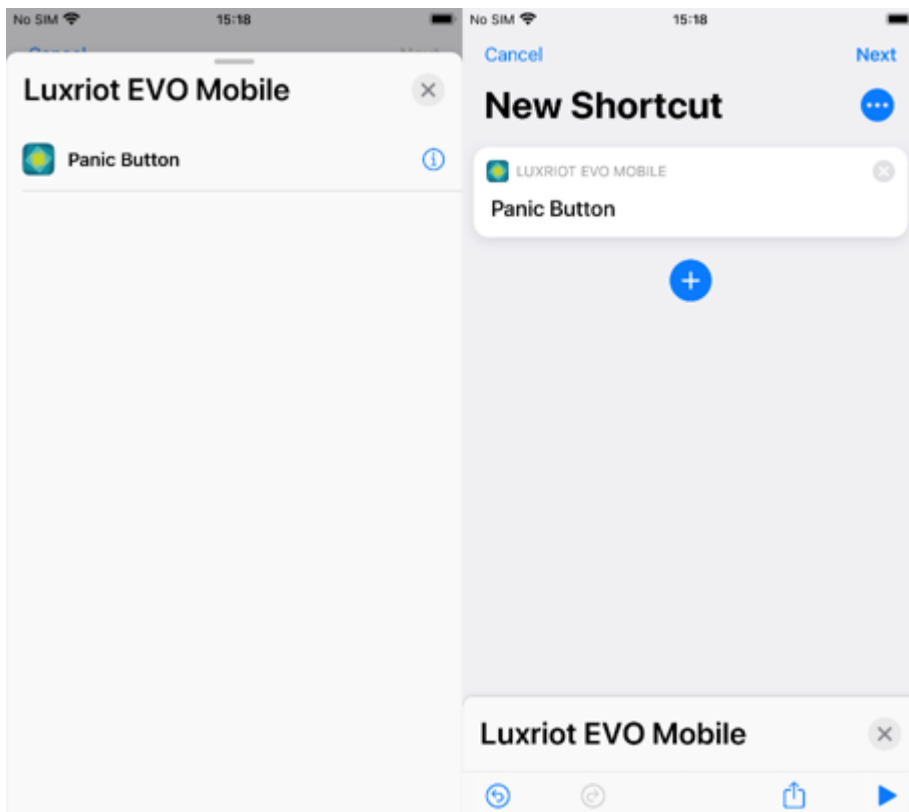 No SIM 15:18
Cancel
Luxriot EVO Mobile
Panic Button
No SIM 15:18
Cancel Next
New Shortcut
LUXRIOT EVO MOBILE
Panic Button
Luxriot EVO Mobile